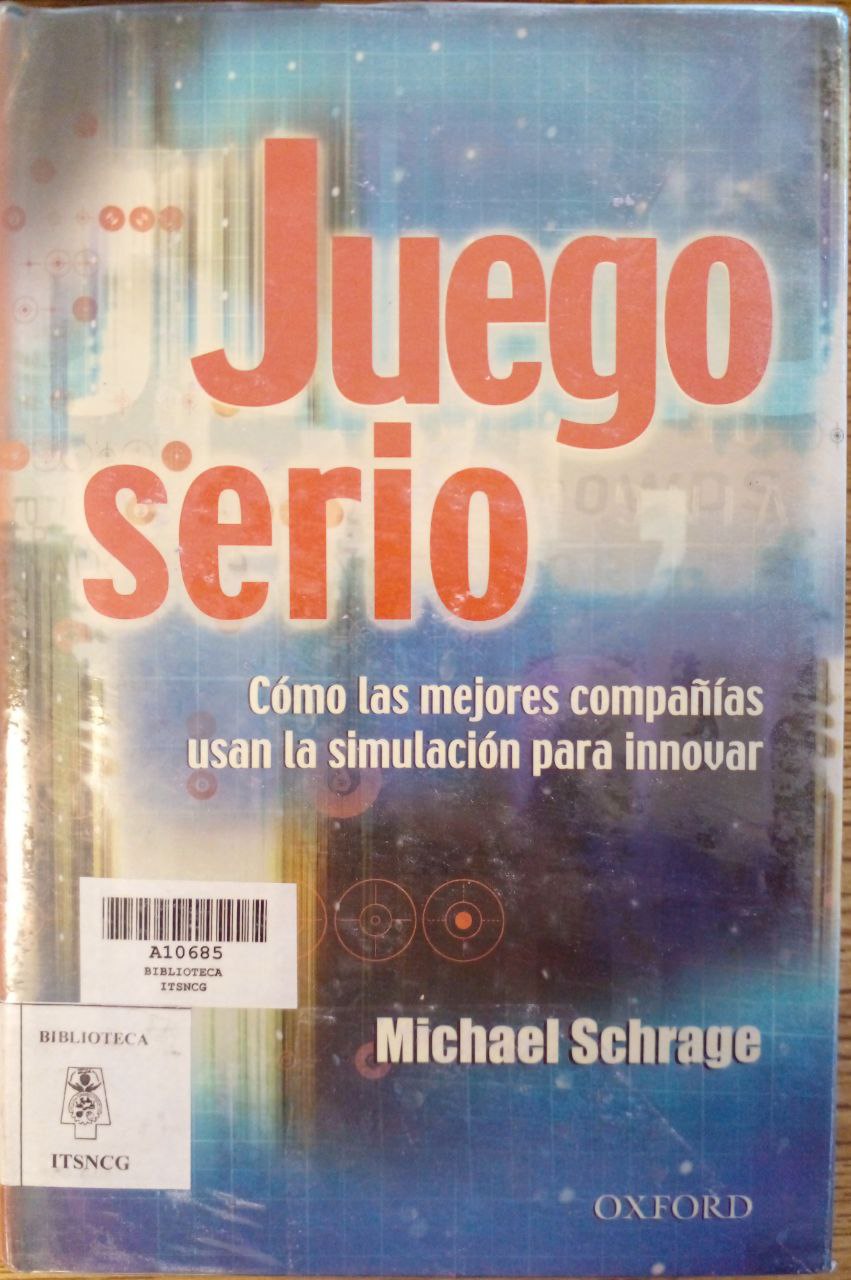 Juego
serio
Cómo las mejores compañías
usan la simulación para innovar
A10685
BIBLIOTECA
ITSNCG
Michael Schrage
BIBLIOTECA
ITSNCG
OXFORD